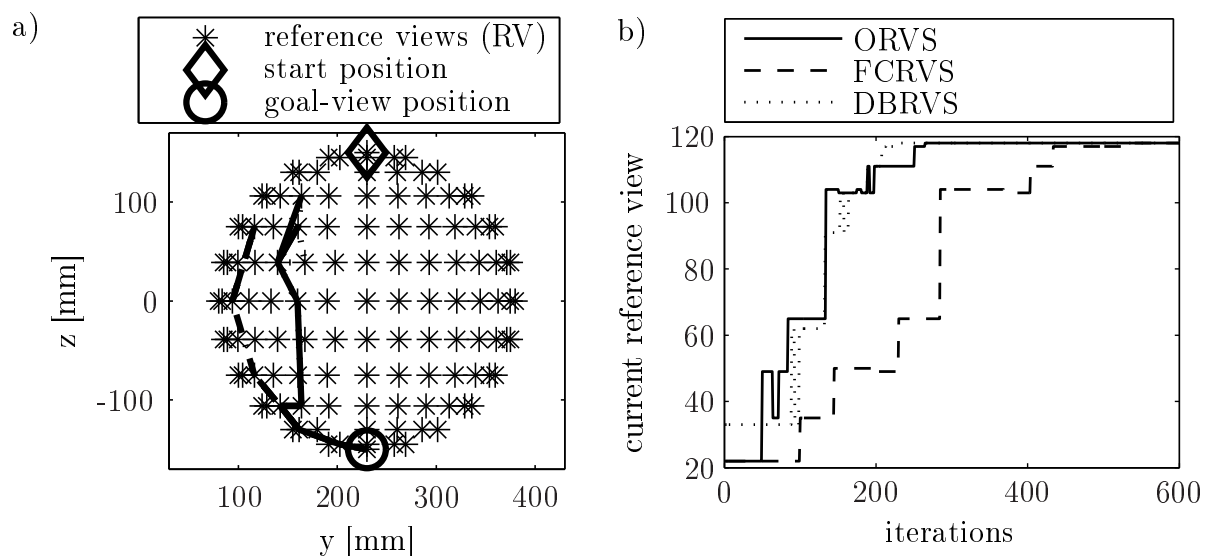 a)
reference views (RV)
start position
goal-view position
100
0
-100
z [mm]
100
200
300
400
y [mm]
b)
ORVS
FCRVS
DBRVS
120
100
80
60
40
20
current reference view
0
200
400
600
iterations